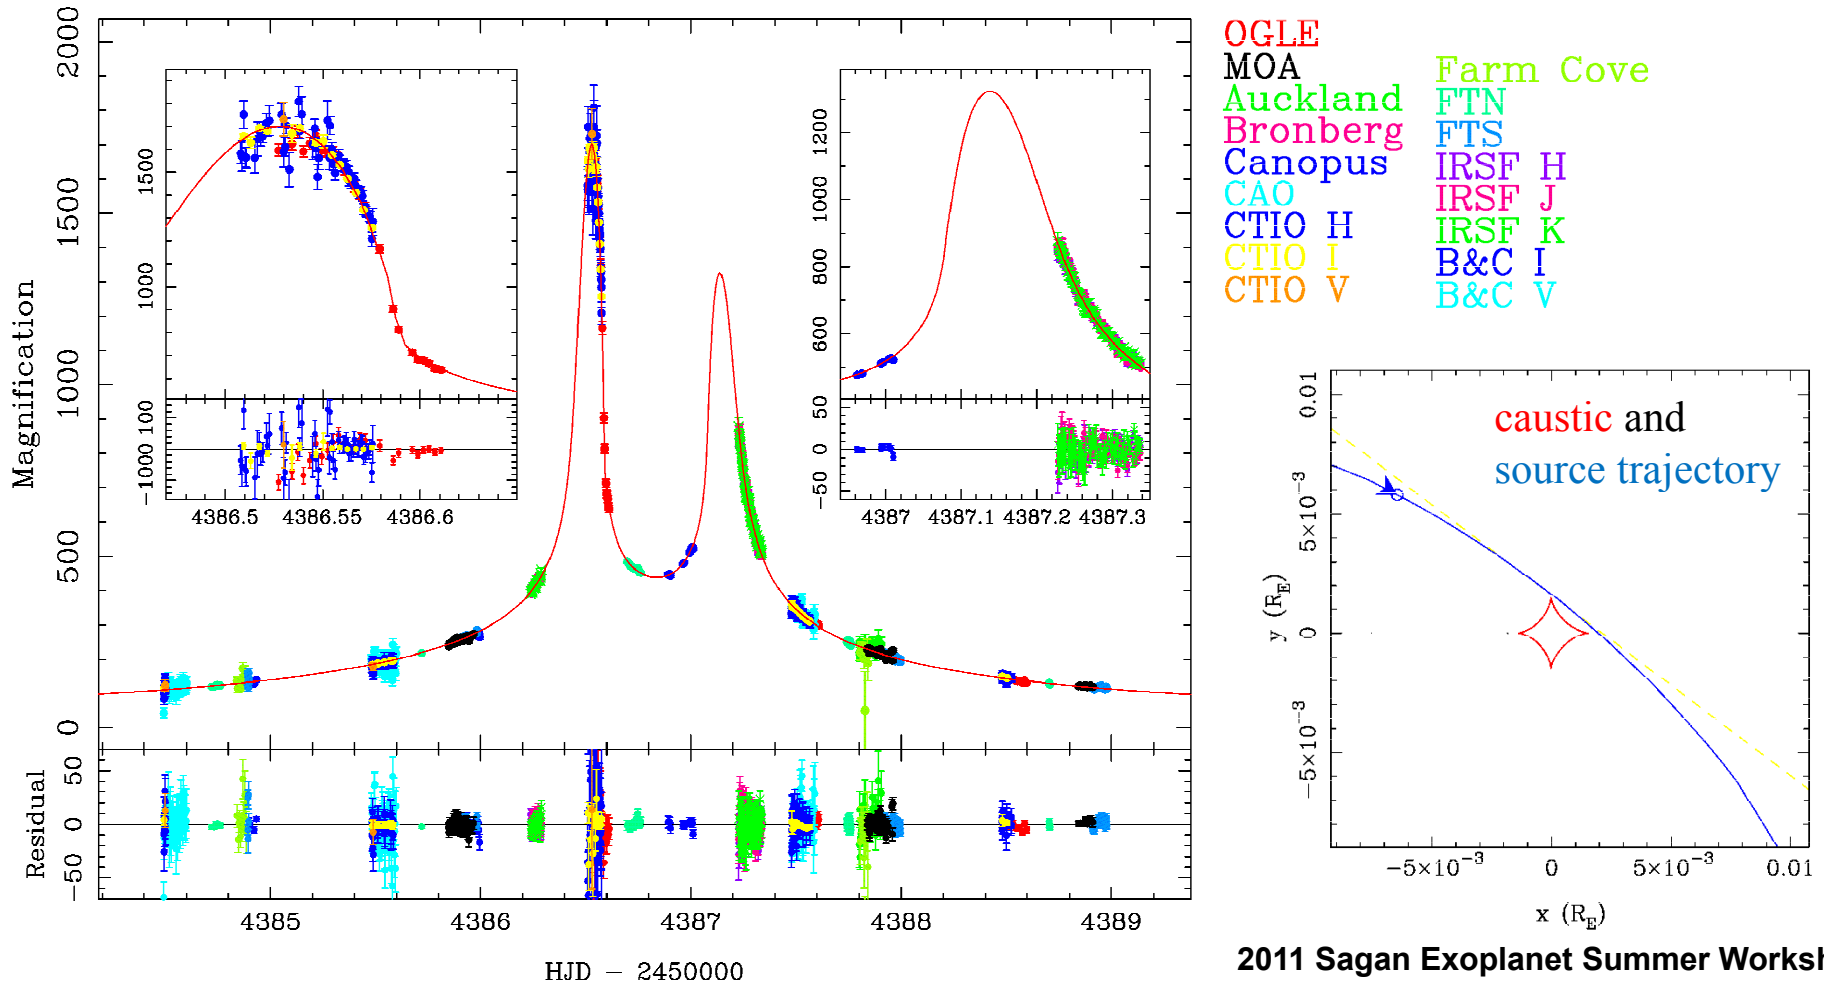 2000
1500
1000
500
0
Magnification
1500
1000
100
0
-100
4386.5
4386.55
4386.6
1200
1000
800
600
50
0
-50
4387
4387.1
4387.2
4387.3
50
0
-50
Residual
4385
4386
4387
4388
4389
HJD - 2450000
OGLE
MOA
Auckland
Bronberg
Canopus
CAO
CTIO H
CTIO I
CTIO V
Farm Cove
FTN
FTS
IRSF H
IRSF J
IRSF K
B&C I
B&C V
caustic and
source trajectory
0.01
5×10⁻³
0
-5×10⁻³
y (R_E)
-5×10⁻³
0
5×10⁻³
0.01
x (R_E)
2011 Sagan Exoplanet Summer Worksh